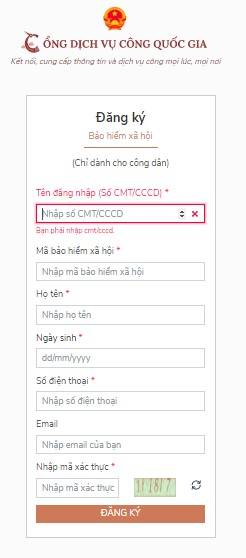 CỔNG DỊCH VỤ CÔNG QUỐC GIA
Kết nối, cung cấp thông tin và dịch vụ công mọi lúc, mọi nơi
Đăng ký
Bảo hiểm xã hội
(Chỉ dành cho công dân)
Tên đăng nhập (Số CMT/CCCD) *
Nhập số CMT/CCCD
Bạn phải nhập cmt/cccd.
Mã bảo hiểm xã hội *
Nhập mã bảo hiểm xã hội
Họ tên *
Nhập họ tên
Ngày sinh *
dd/mm/yyyy
Số điện thoại *
Nhập số điện thoại
Email
Nhập email của bạn
Nhập mã xác thực *
Nhập mã xác thực
ĐĂNG KÝ